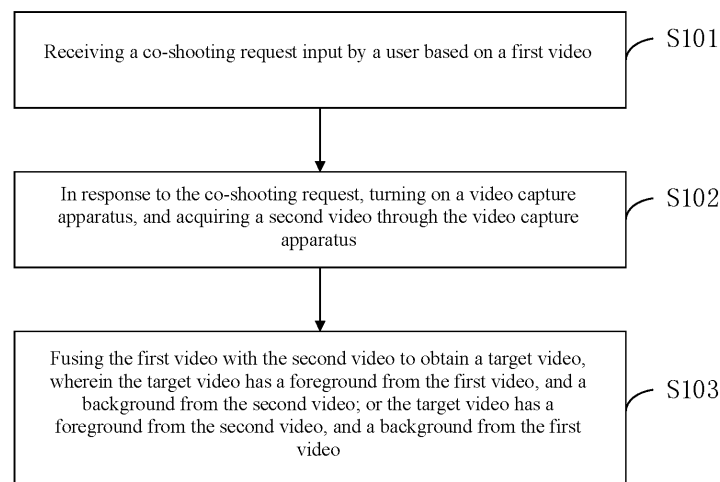 Receiving a co-shooting request input by a user based on a first video
S101
In response to the co-shooting request, turning on a video capture
apparatus, and acquiring a second video through the video capture
apparatus
S102
Fusing the first video with the second video to obtain a target video,
wherein the target video has a foreground from the first video, and a
background from the second video; or the target video has a
foreground from the second video, and a background from the first
video
S103